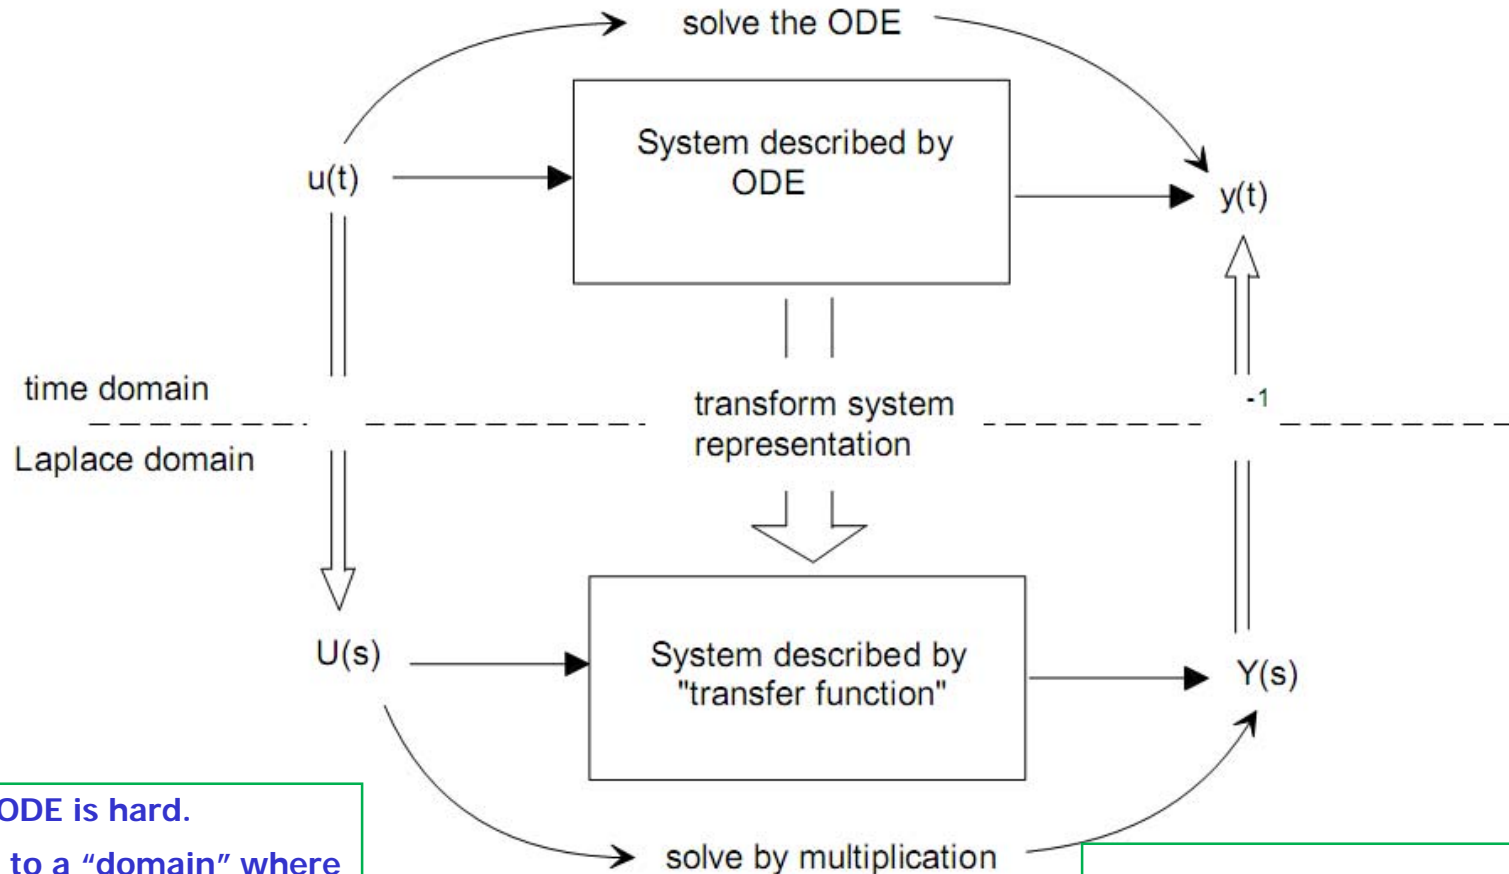 solve the ODE
System described by
ODE
u(t)
y(t)
time domain
-1
transform system
representation
Laplace domain
U(s)
System described by
"transfer function"
Y(s)
ODE is hard.
to a “domain” where
solve by multiplication